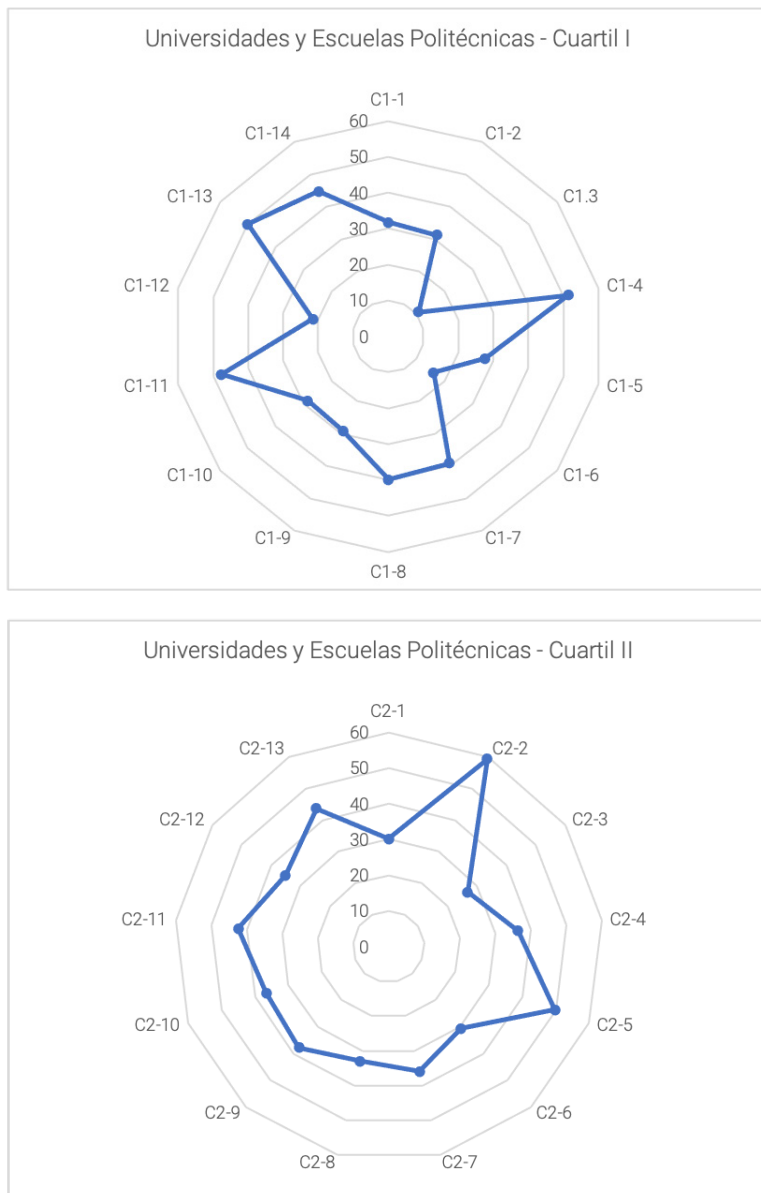 Universidades y Escuelas Politécnicas - Cuartil I
C1-1
60
C1-14
C1-2
50
C1-13
C1.3
40
30
20
C1-12
C1-4
10
0
C1-11
C1-5
C1-10
C1-6
C1-9
C1-7
C1-8
Universidades y Escuelas Politécnicas - Cuartil II
C2-1
60
C2-13
C2-2
50
40
C2-12
C2-3
30
20
C2-11
C2-4
10
0
C2-10
C2-5
C2-9
C2-6
C2-8
C2-7